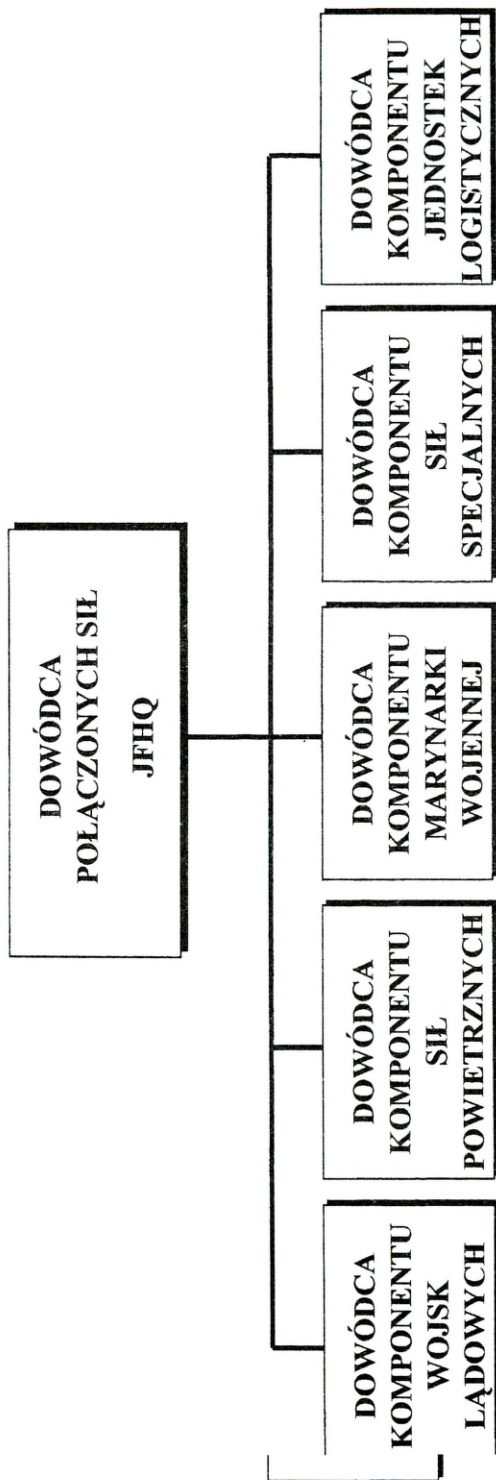 DOWÓDCA
POŁĄCZONYCH SIŁ
JFHQ
DOWÓDCA
KOMPONENTU
WOJSK
LĄDOWYCH
DOWÓDCA
KOMPONENTU
SIŁ
POWIETRZNYCH
DOWÓDCA
KOMPONENTU
MARYNARKI
WOJENNEJ
DOWÓDCA
KOMPONENTU
SIŁ
SPECJALNYCH
DOWÓDCA
KOMPONENTU
JEDNOSTEK
LOGISTYCZNYCH